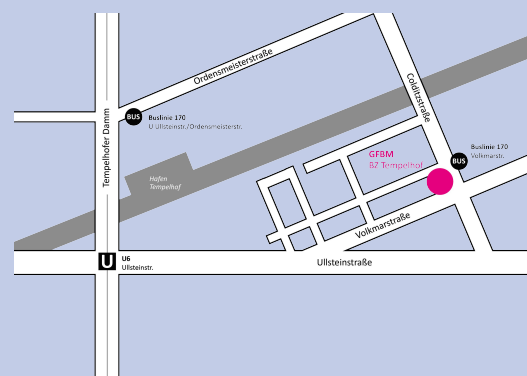 Ordensmeisterstraße
Tempelhofer Damm
BUS
Buslinie 170
U Ullsteinstr./Ordensmeisterstr.
Colditzstraße
Hafen
Tempelhof
GFBM
BZ Tempelhof
BUS
Buslinie 170
Volkmarstr.
Volkmarstraße
U
U6
Ullsteinstr.
Ullsteinstraße